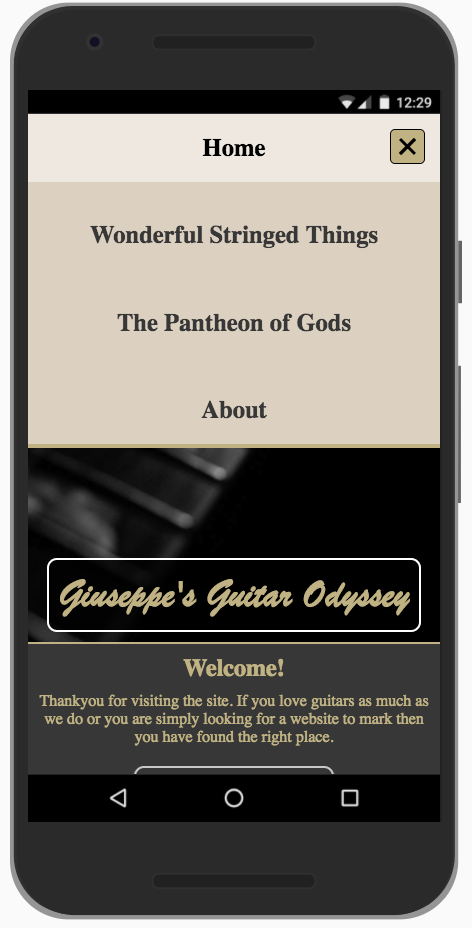 12:29
Home
Wonderful Stringed Things
The Pantheon of Gods
About
Giuseppe's Guitar Odyssey
Welcome!
Thankyou for visiting the site. If you love guitars as much as
we do or you are simply looking for a website to mark then
you have found the right place.